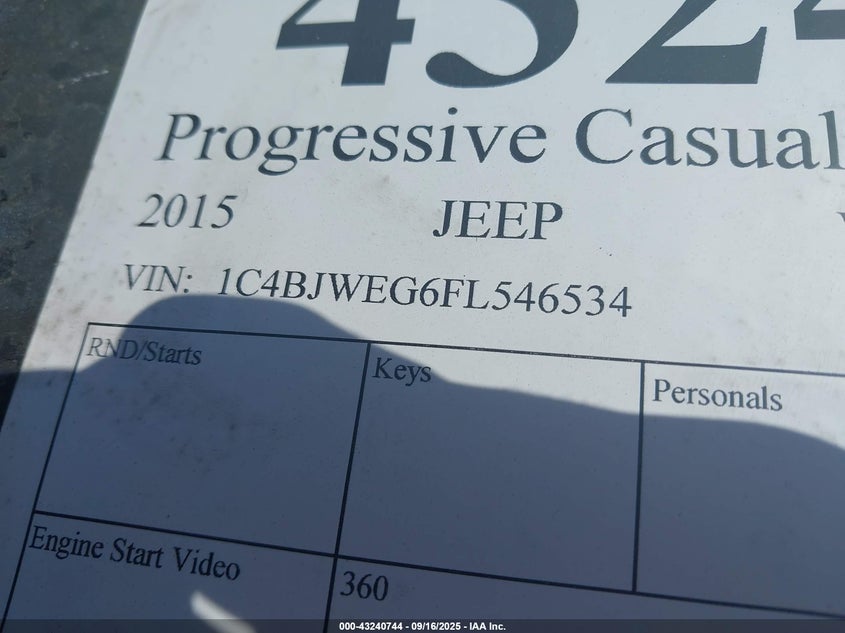 4324
Progressive Casual
2015 JEEP
VIN: 1C4BJWEG6FL546534
RND/Starts Keys Personals
Engine Start Video 360
000-43240744 - 09/16/2025 - IAA Inc.